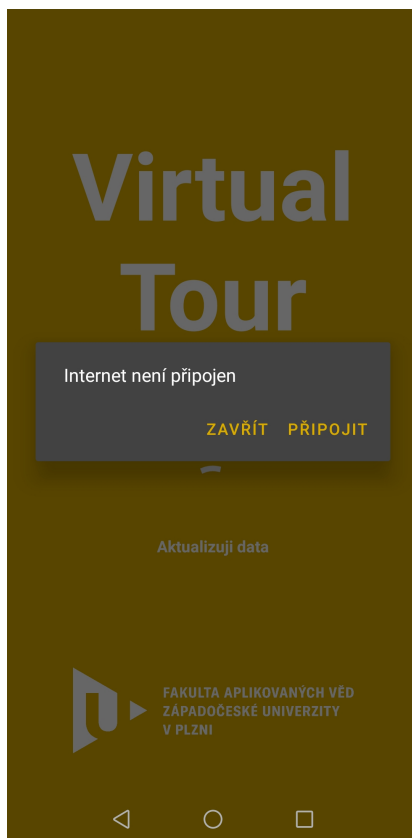 Virtual
Tour
Internet není připojen
ZAVŘÍT PŘIPOJIT
Aktualizuji data
FAKULTA APLIKOVANÝCH VĚD
ZÁPADOČESKÉ UNIVERZITY
V PLZNI